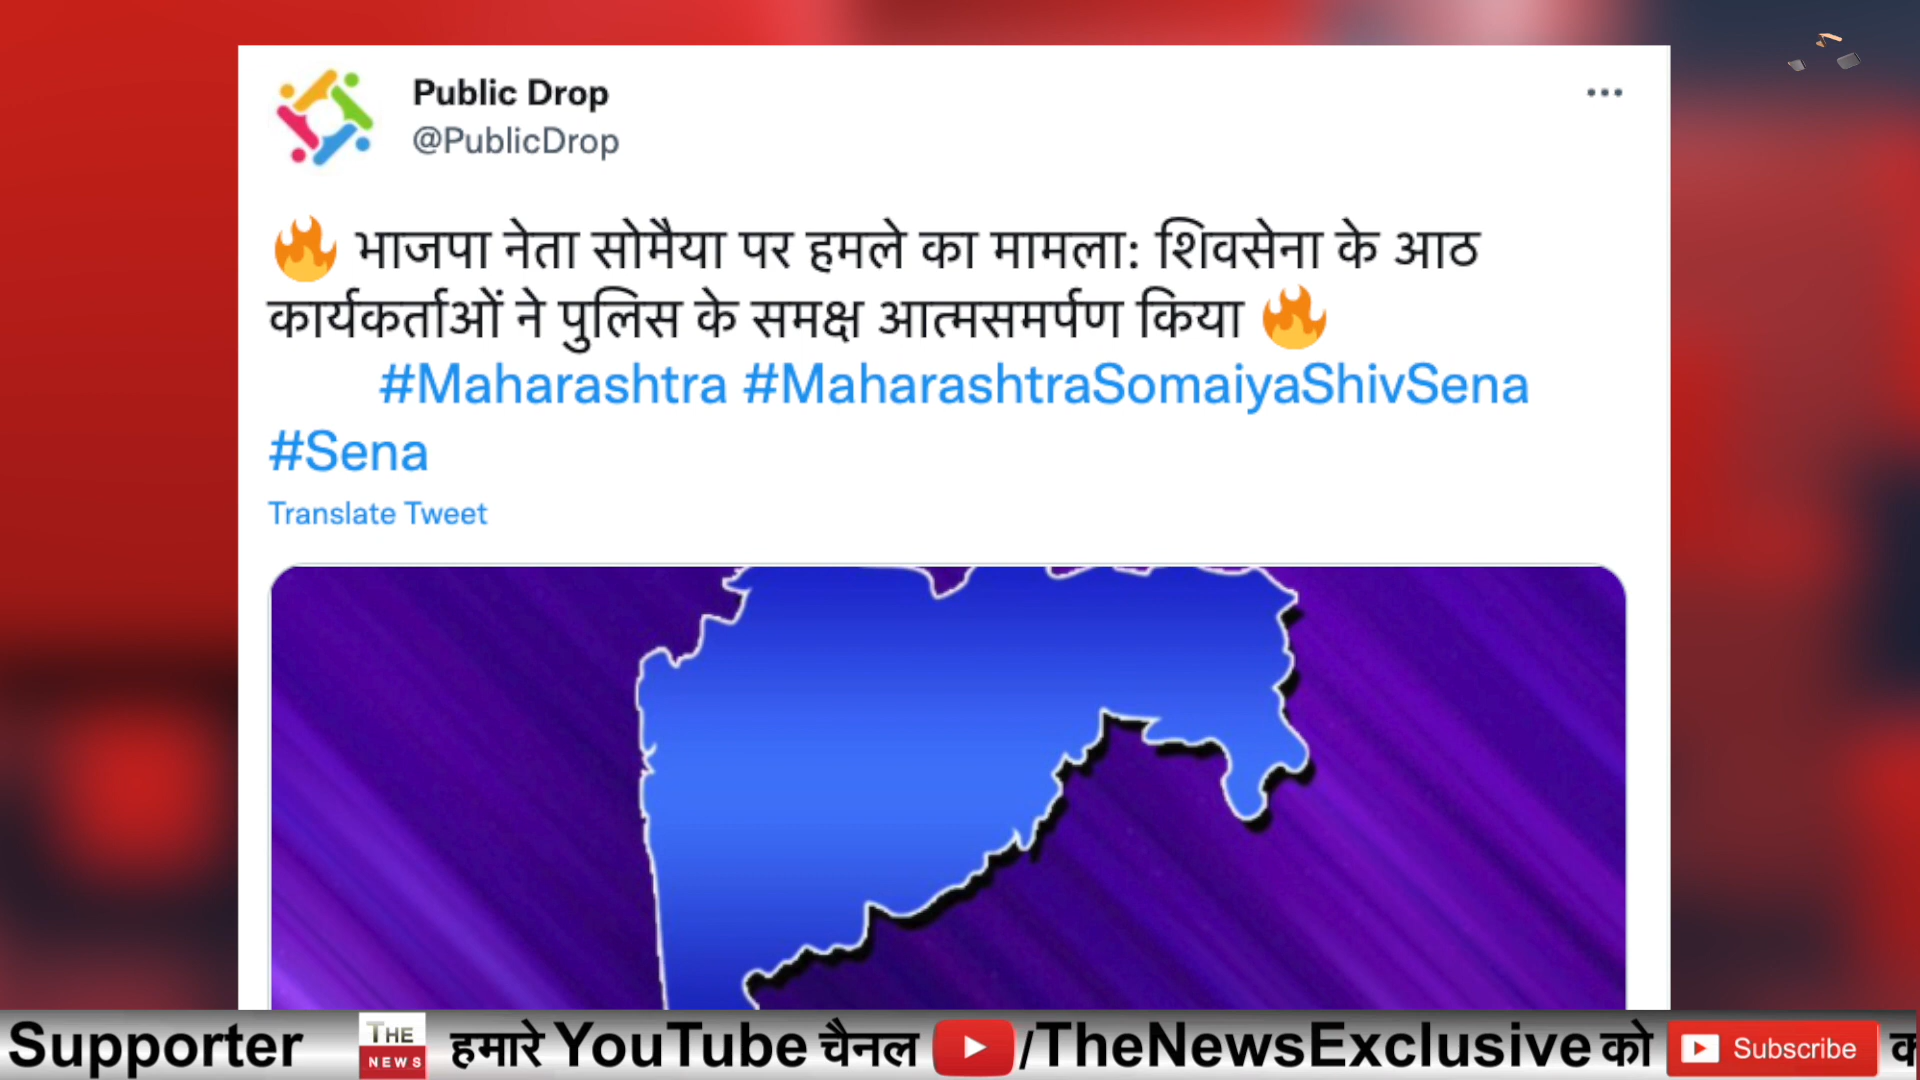 Public Drop
@PublicDrop
🔥 भाजपा नेता सोमैया पर हमले का मामला: शिवसेना के आठ
कार्यकर्ताओं ने पुलिस के समक्ष आत्मसमर्पण किया 🔥
#Maharashtra #MaharashtraSomaiyaShivSena
#Sena
Translate Tweet
Supporter THE NEWS हमारे YouTube चैनल /TheNewsExclusive को Subscribe